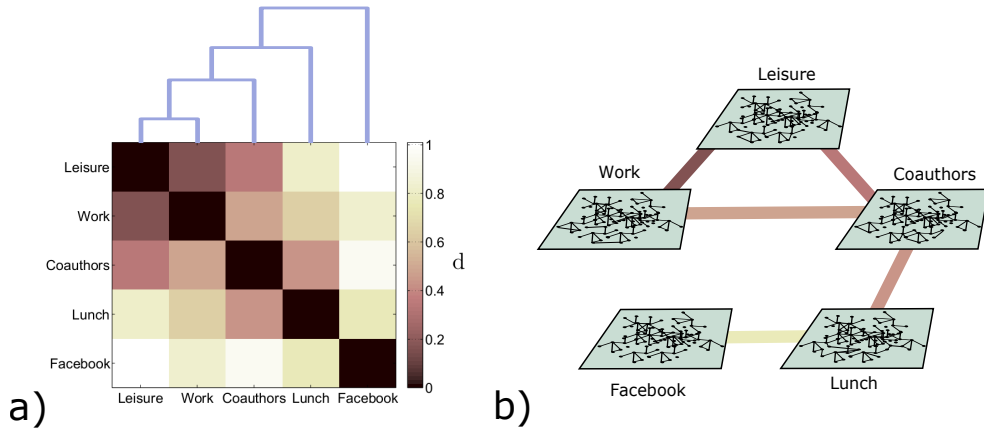 Leisure
Work
Coauthors
Lunch
Facebook
Leisure Work Coauthors Lunch Facebook
1
0.8
0.6
0.4
0.2
0
d
a)
Leisure
Work
Coauthors
Facebook
Lunch
b)